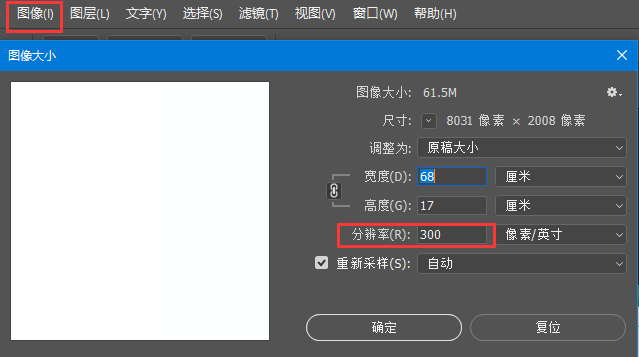 图像(I) 图层(L) 文字(Y) 选择(S) 滤镜(T) 视图(V) 窗口(W) 帮助(H)
图像大小
图像大小: 61.5M
尺寸: 8031 像素 × 2008 像素
调整为: 原稿大小
宽度(D): 68 厘米
高度(G): 17 厘米
分辨率(R): 300 像素/英寸
重新采样(S): 自动
确定 复位